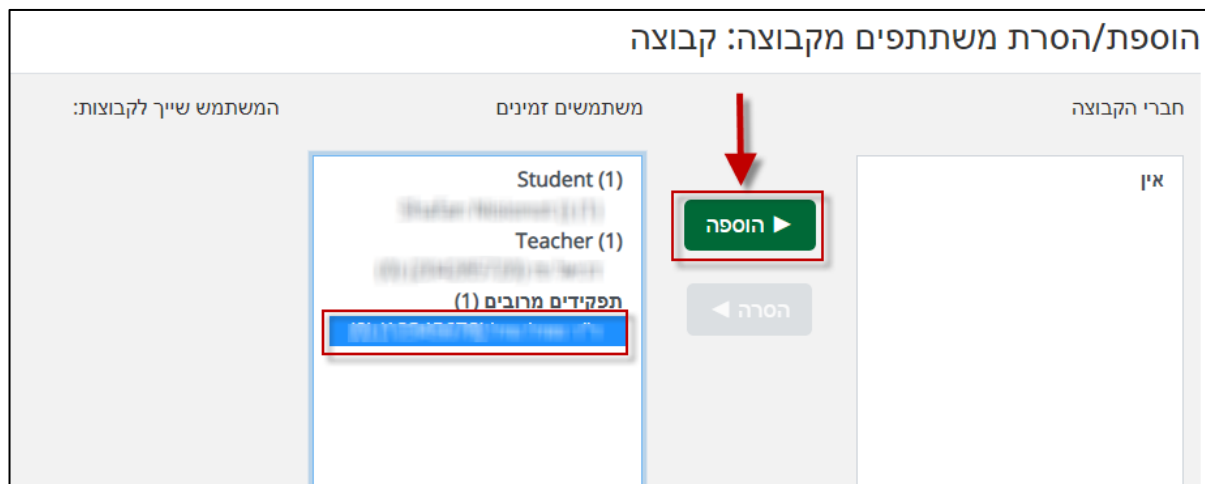 הוספת/הסרת משתתפים מקבוצה: קבוצה
חברי הקבוצה
משתמשים זמינים
המשתמש שייך לקבוצות:
אין
◄ הוספה
הסרה ►
Student (1)
Teacher (1)
תפקידים מרובים (1)